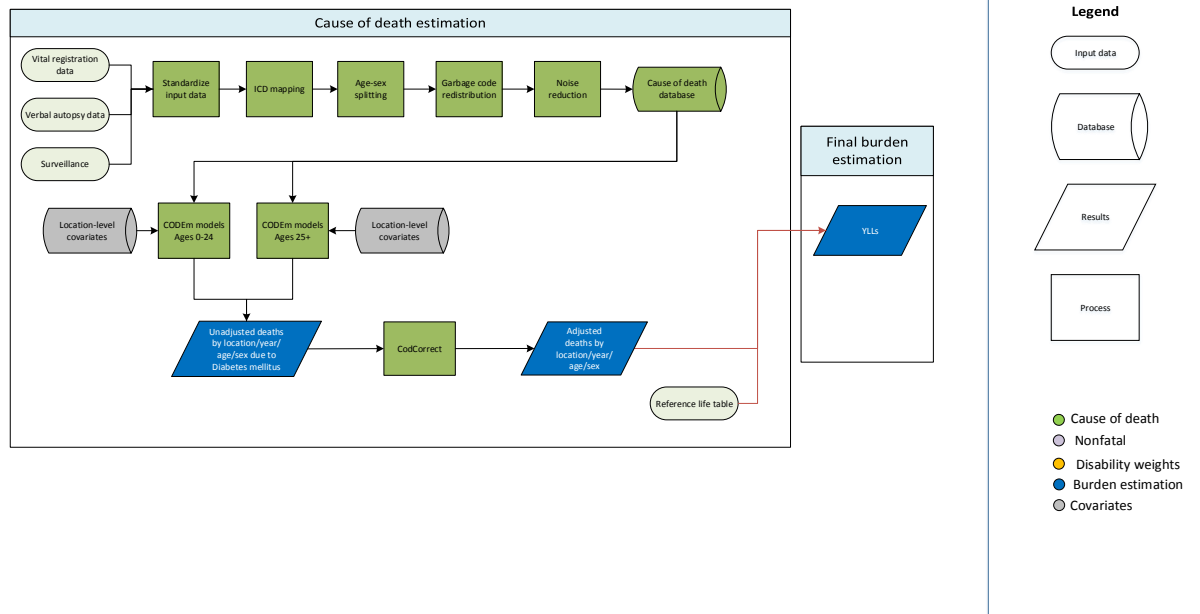 Cause of death estimation
Vital registration
data
Verbal autopsy data
Surveillance
Standardize
input data
ICD mapping
Age-sex
splitting
Garbage code
redistribution
Noise
reduction
Cause of death
database
Location-level
covariates
CODEm models
Ages 0-24
CODEm models
Ages 25+
Location-level
covariates
Unadjusted deaths
by location/year/
age/sex due to
Diabetes mellitus
CodCorrect
Adjusted
deaths by
location/year/
age/sex
Reference life table
Final burden
estimation
YLLs
Legend
Input data
Database
Results
Process
Cause of death
Nonfatal
Disability weights
Burden estimation
Covariates